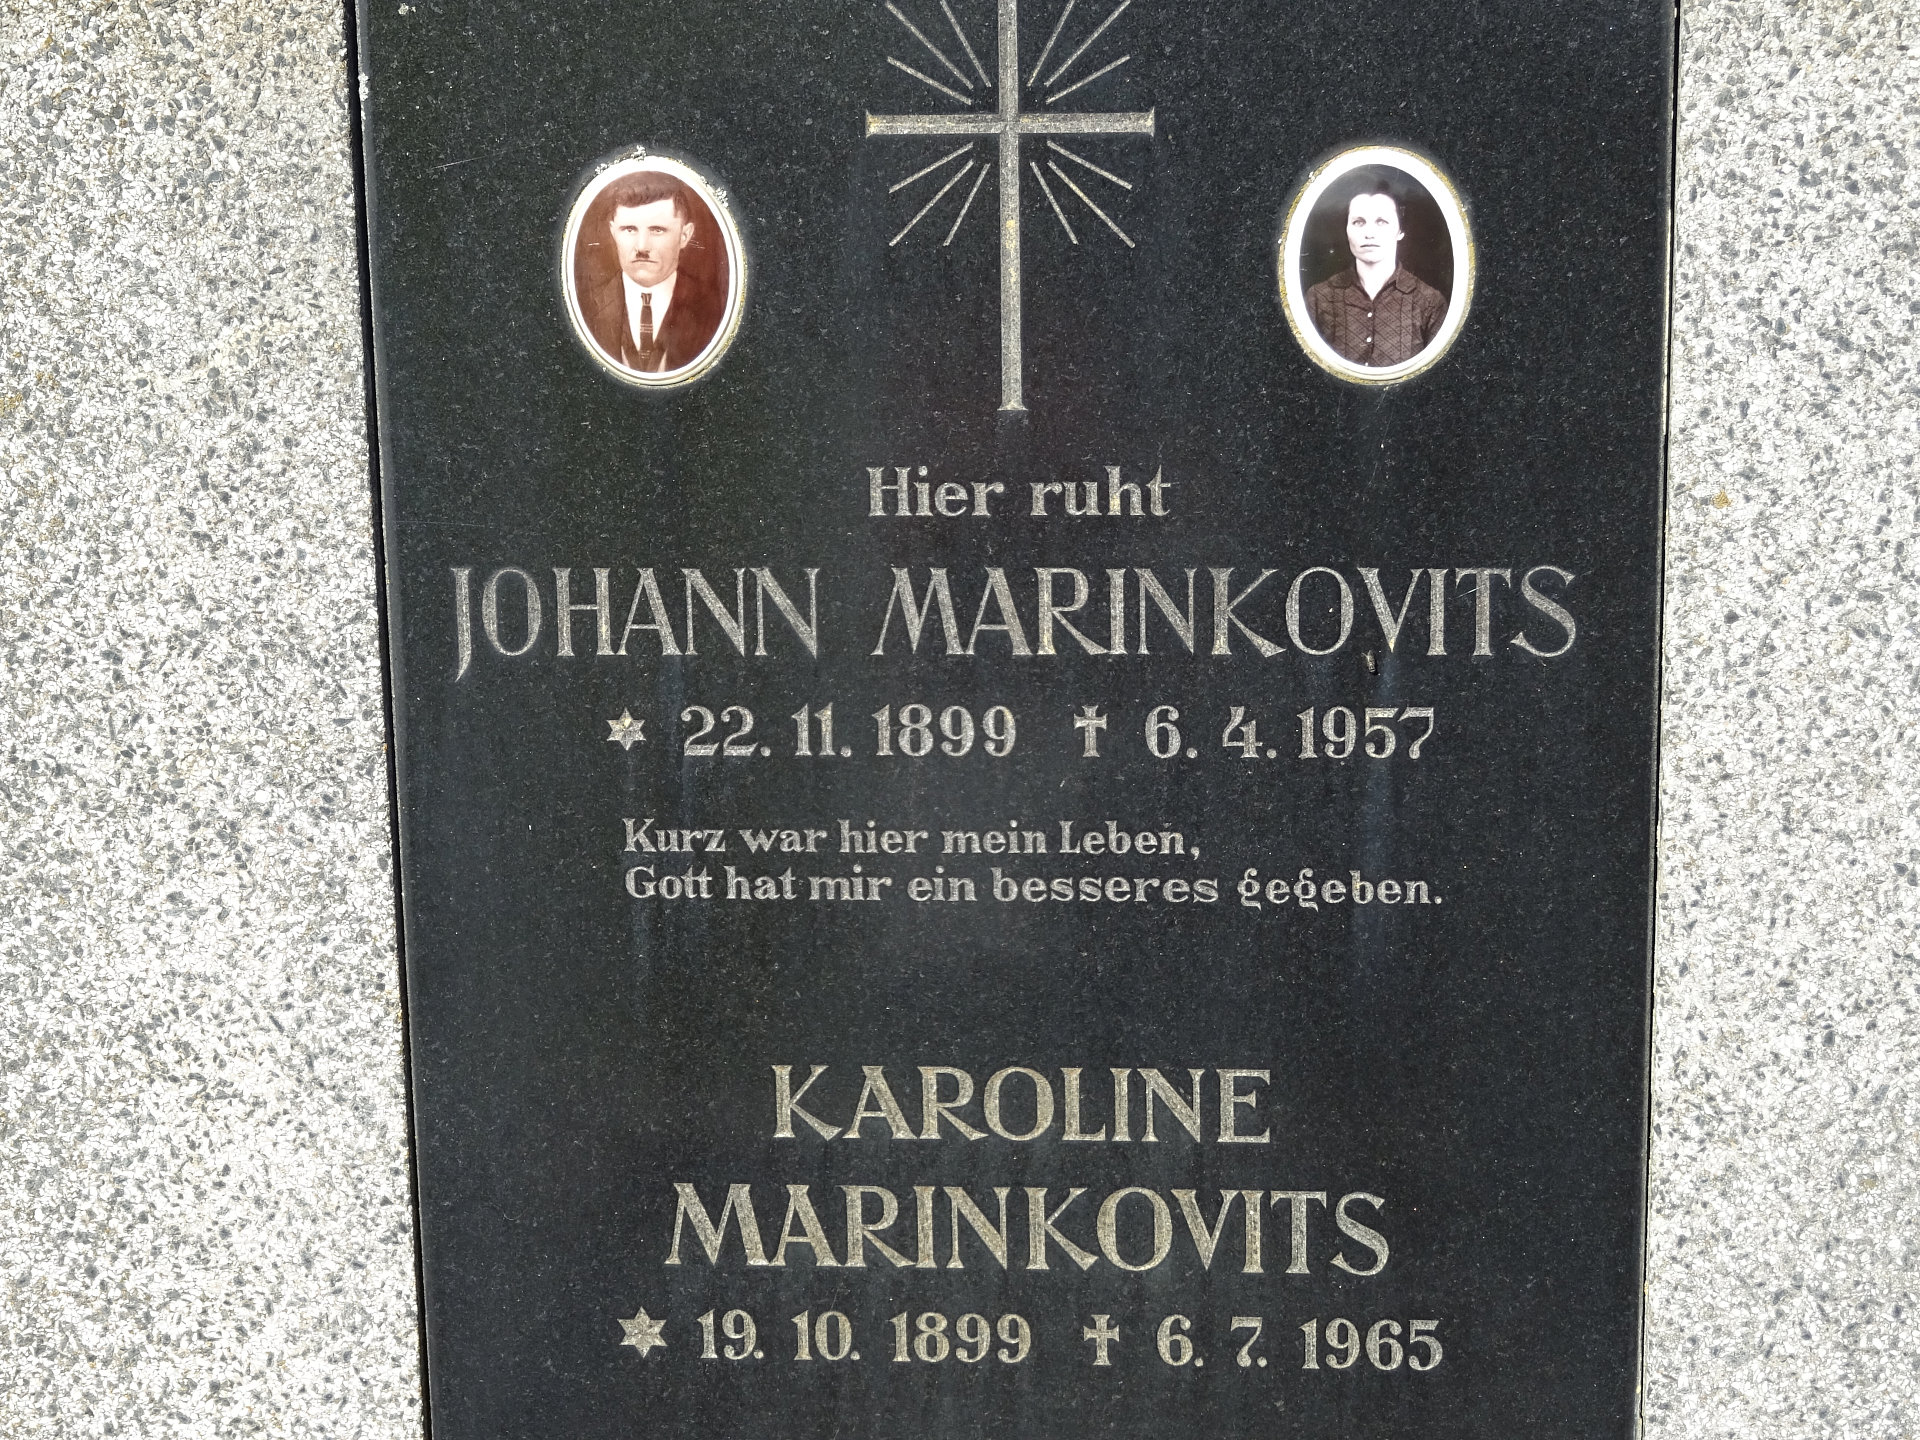 Hier ruht
JOHANN MARINKOVITS
✶ 22. 11. 1899 ✝ 6. 4. 1957
Kurz war hier mein Leben,
Gott hat mir ein besseres gegeben.
KAROLINE
MARINKOVITS
✶ 19. 10. 1899 ✝ 6. 7. 1965